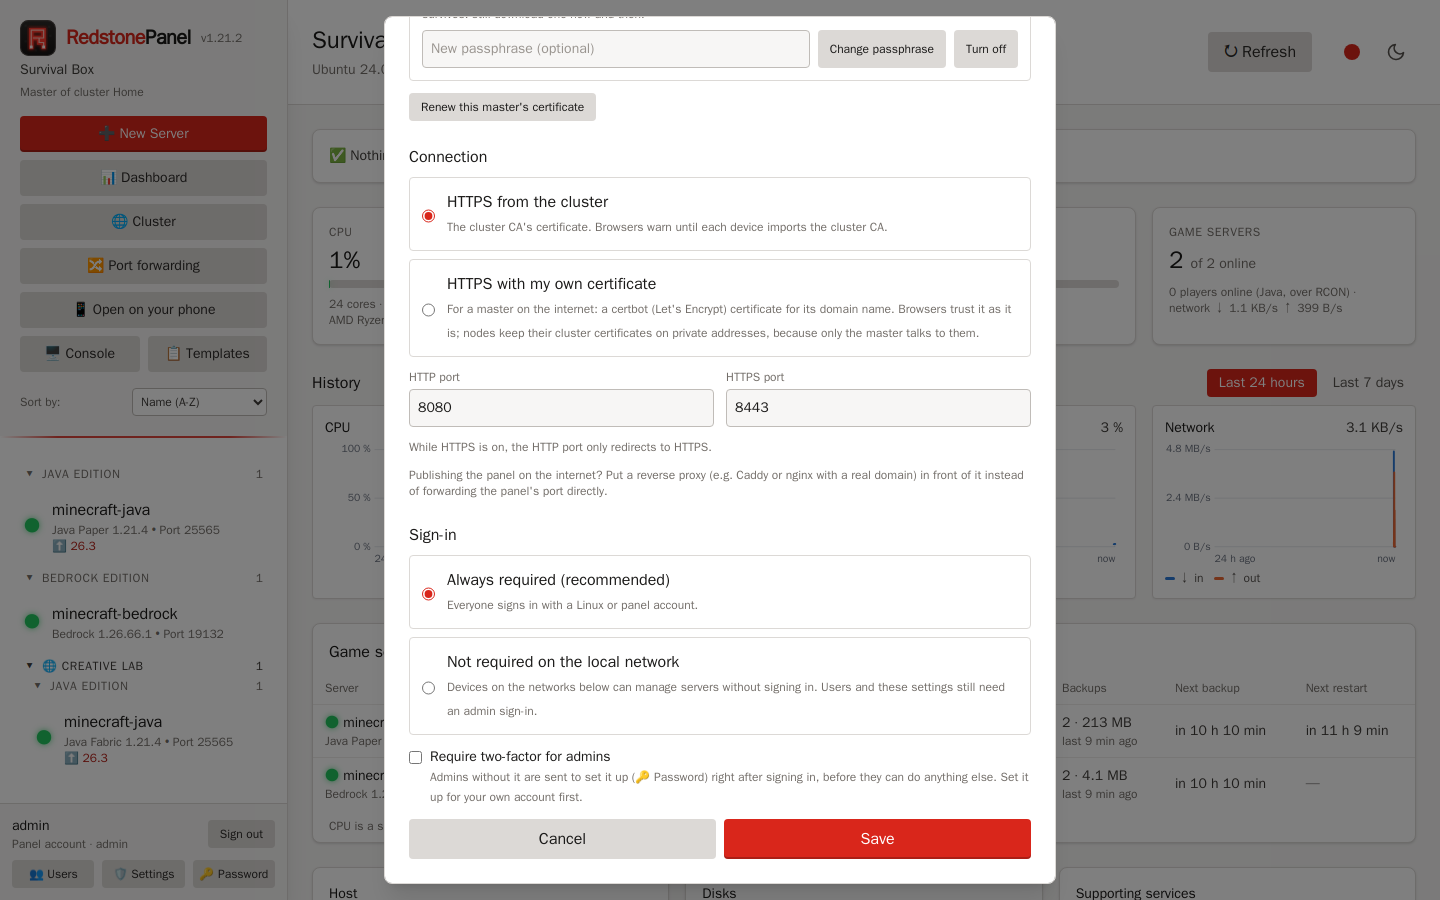 RedstonePanel v1.21.2
Survival Box
Master of cluster Home
➕ New Server
📊 Dashboard
🌐 Cluster
🔀 Port forwarding
📱 Open on your phone
🖥️ Console
📋 Templates
Sort by:
Name (A-Z)
▼ JAVA EDITION 1
minecraft-java
Java Paper 1.21.4 • Port 25565
⬆️ 26.3
▼ BEDROCK EDITION 1
minecraft-bedrock
Bedrock 1.26.66.1 • Port 19132
▼ 🌐 CREATIVE LAB 1
▼ JAVA EDITION 1
minecraft-java
Java Fabric 1.21.4 • Port 25565
⬆️ 26.3
admin
Panel account · admin
Sign out
👥 Users
🛡️ Settings
🔑 Password
Surviva
Ubuntu 24.0
↻ Refresh
✅ Nothi
CPU
1%
24 cores ·
AMD Ryze
GAME SERVERS
2 of 2 online
0 players online (Java, over RCON) ·
network ↓ 1.1 KB/s ↑ 399 B/s
History
Last 24 hours
Last 7 days
CPU
3 %
100 %
50 %
0 %
24
now
Network
3.1 KB/s
4.8 MB/s
2.4 MB/s
0 B/s
24 h ago
now
↓ in
↑ out
Game s
Server
Backups
Next backup
Next restart
minecr
Java Paper
2 · 213 MB
last 9 min ago
in 10 h 10 min
in 11 h 9 min
minecr
Bedrock 1.2
2 · 4.1 MB
last 9 min ago
in 10 h 10 min
—
CPU is a s
Host
Disks
Supporting services
New passphrase (optional)
Change passphrase
Turn off
Renew this master's certificate
Connection
HTTPS from the cluster
The cluster CA's certificate. Browsers warn until each device imports the cluster CA.
HTTPS with my own certificate
For a master on the internet: a certbot (Let's Encrypt) certificate for its domain name. Browsers trust it as it
is; nodes keep their cluster certificates on private addresses, because only the master talks to them.
HTTP port
HTTPS port
8080
8443
While HTTPS is on, the HTTP port only redirects to HTTPS.
Publishing the panel on the internet? Put a reverse proxy (e.g. Caddy or nginx with a real domain) in front of it instead
of forwarding the panel's port directly.
Sign-in
Always required (recommended)
Everyone signs in with a Linux or panel account.
Not required on the local network
Devices on the networks below can manage servers without signing in. Users and these settings still need
an admin sign-in.
Require two-factor for admins
Admins without it are sent to set it up (🔑 Password) right after signing in, before they can do anything else. Set it
up for your own account first.
Cancel
Save